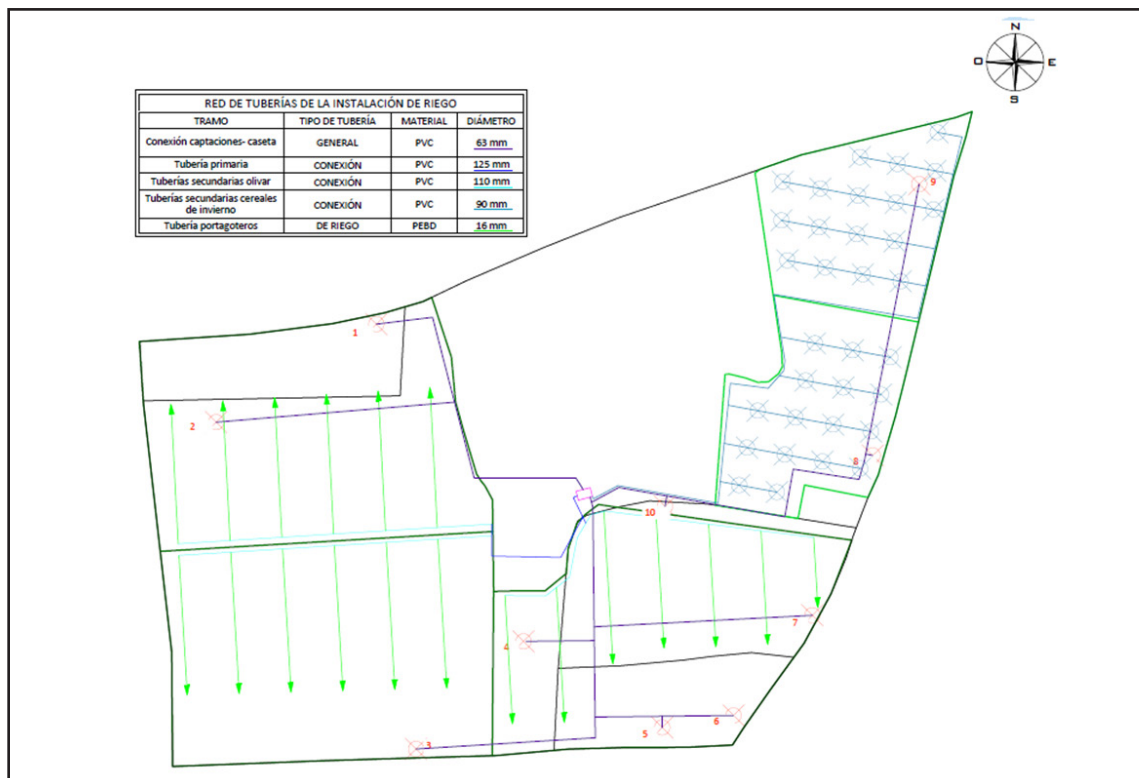 N
O E
S
RED DE TUBERÍAS DE LA INSTALACIÓN DE RIEGO
TRAMO TIPO DE TUBERÍA MATERIAL DIÁMETRO
Conexión captaciones- caseta GENERAL PVC 63 mm
Tubería primaria CONEXIÓN PVC 125 mm
Tuberías secundarias olivar CONEXIÓN PVC 110 mm
Tuberías secundarias cereales
de invierno CONEXIÓN PVC 90 mm
Tubería portagoteros DE RIEGO PEBD 16 mm
9
1
2
8
10
7
4
6
5
3